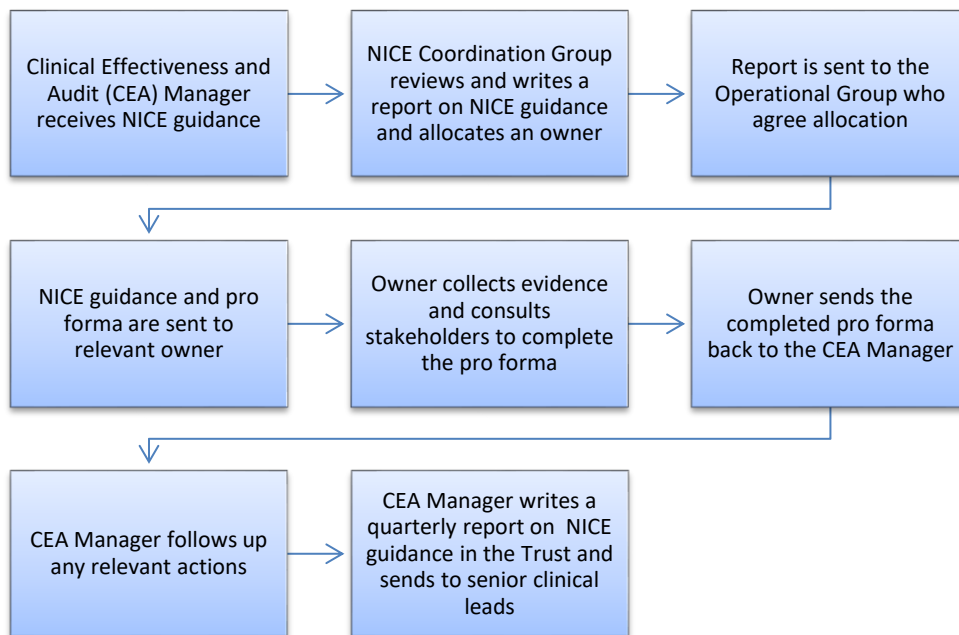 Clinical Effectiveness and
Audit (CEA) Manager
receives NICE guidance
NICE Coordination Group
reviews and writes a
report on NICE guidance
and allocates an owner
Report is sent to the
Operational Group who
agree allocation
NICE guidance and pro
forma are sent to
relevant owner
Owner collects evidence
and consults
stakeholders to complete
the pro forma
Owner sends the
completed pro forma
back to the CEA Manager
CEA Manager follows up
any relevant actions
CEA Manager writes a
quarterly report on  NICE
guidance in the Trust and
sends to senior clinical
leads